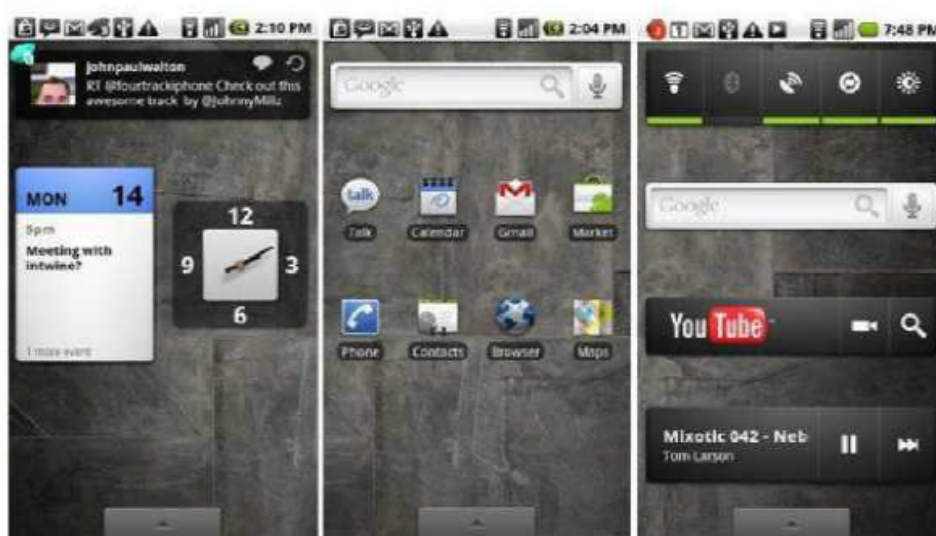 2:10 PM
johnpaulwalton
RT @fourtrackiphone Check out this
awesome track by @JohnnyMillz
MON 14
5pm
Meeting with
intwine?
1 more event
12
9 3
6
2:04 PM
Google
talk
Talk Calendar Gmail Market
Phone Contacts Browser Maps
7:48 PM
Google
YouTube
Mixotic 042 - Neb
Tom Larson